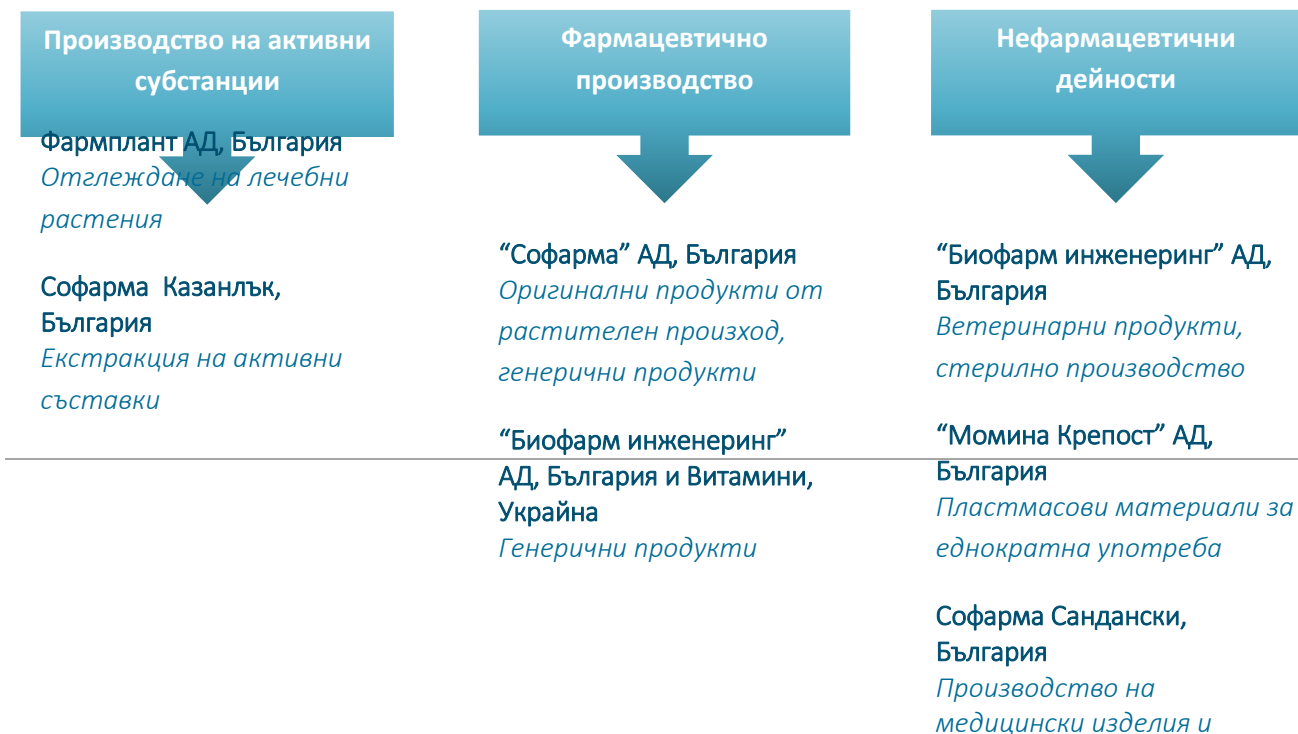 Производство на активни
субстанции
Фармплант АД, България
Отглеждане на лечебни
растения
Софарма Казанлък,
България
Екстракция на активни
съставки
Фармацевтично
производство
“Софарма” АД, България
Оригинални продукти от
растителен произход,
генерични продукти
“Биофарм инженеринг”
АД, България и Витамини,
Украйна
Генерични продукти
Нефармацевтични
дейности
“Биофарм инженеринг” АД,
България
Ветеринарни продукти,
стерилно производство
“Момина Крепост” АД,
България
Пластмасови материали за
еднократна употреба
Софарма Сандански,
България
Производство на
медицински изделия и